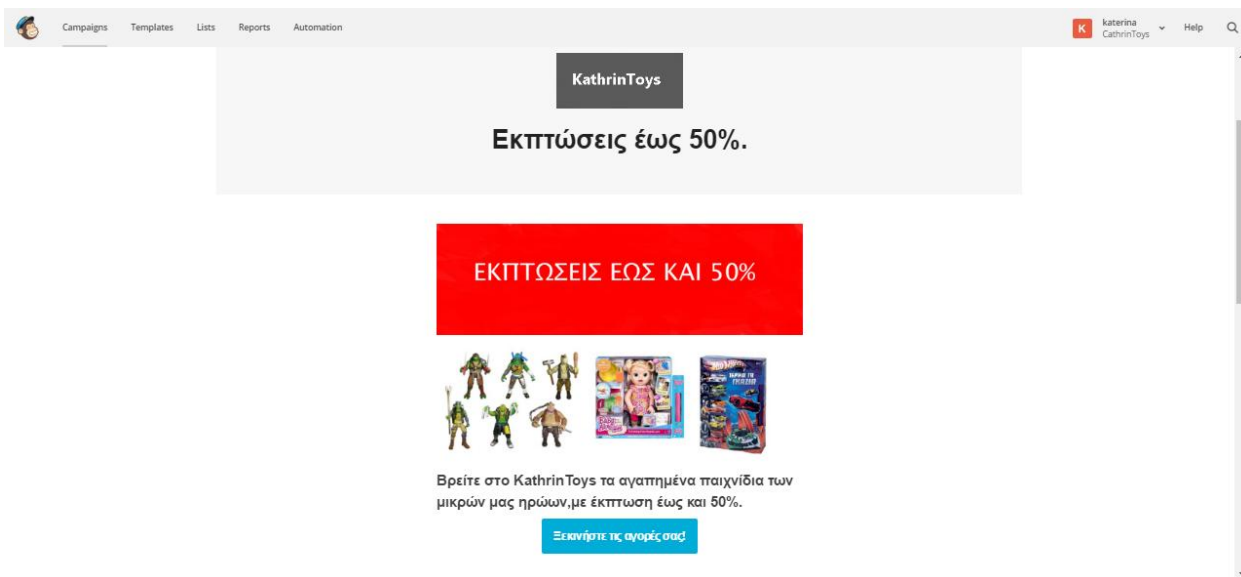 Campaigns Templates Lists Reports Automation
K katerina Help
CathrinToys
KathrinToys
Εκπτώσεις έως 50%.
ΕΚΠΤΩΣΕΙΣ ΕΩΣ ΚΑΙ 50%
Βρείτε στο KathrinToys τα αγαπημένα παιχνίδια των
μικρών μας ηρώων,με έκπτωση έως και 50%.
Ξεκινήστε τις αγορές σας!